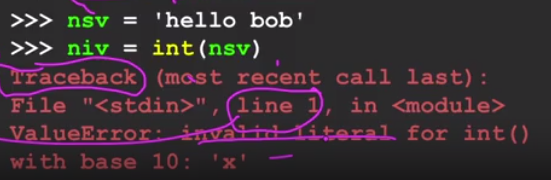 >>> nsv = 'hello bob'
>>> niv = int(nsv)
Traceback (most recent call last):
File "<stdin>", line 1, in <module>
ValueError: invalid literal for int()
with base 10: 'x'